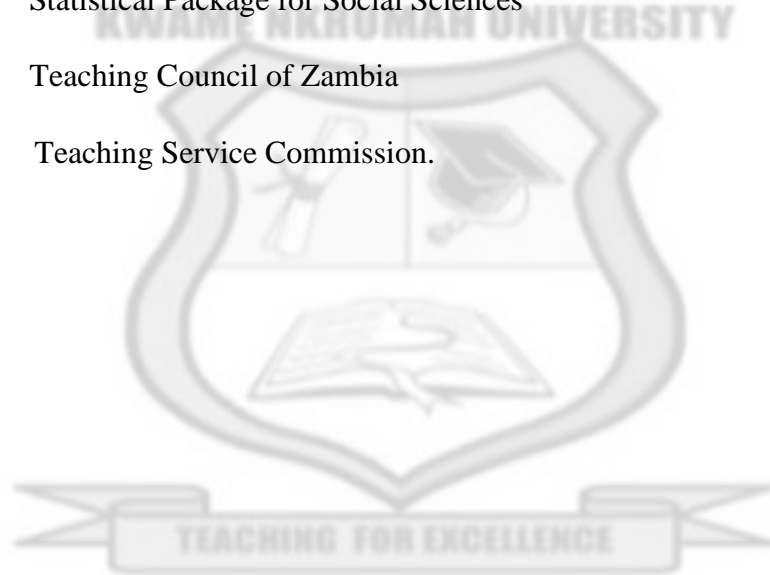 Statistical Package for Social Sciences
KWAME NKRUMAH UNIVERSITY
Teaching Council of Zambia
Teaching Service Commission.
TEACHING FOR EXCELLENCE